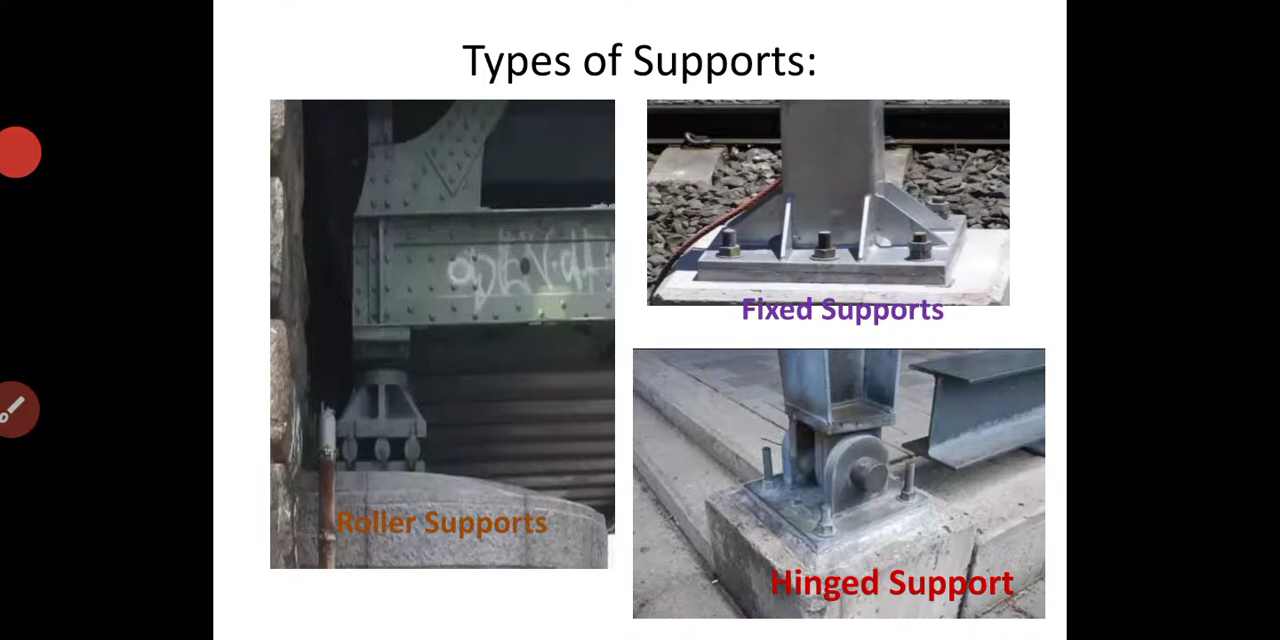 Types of Supports:
Fixed Supports
Roller Supports
Hinged Support